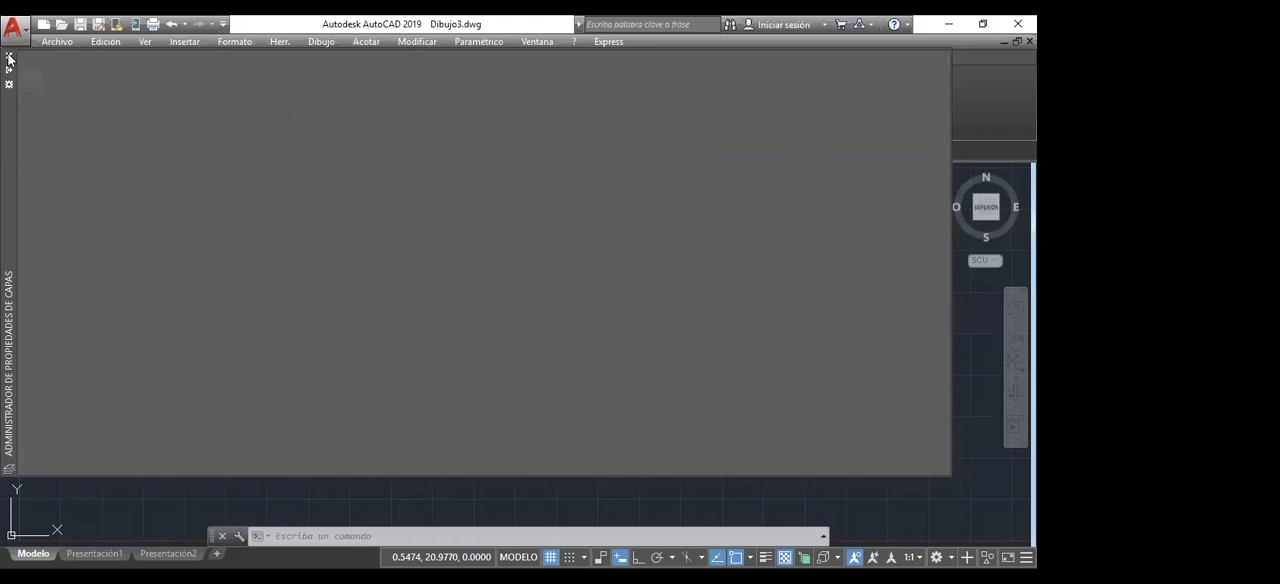 Autodesk AutoCAD 2019 Dibujo3.dwg
Escriba palabra clave o frase
Iniciar sesión
Archivo Edición Ver Insertar Formato Herr. Dibujo Acotar Modificar Paramétrico Ventana ? Express
ADMINISTRADOR DE PROPIEDADES DE CAPAS
N
O SUPERIOR E
S
SCU
Y
X
Escriba un comando
Modelo Presentación1 Presentación2 +
0.5474, 20.9770, 0.0000 MODELO 1:1